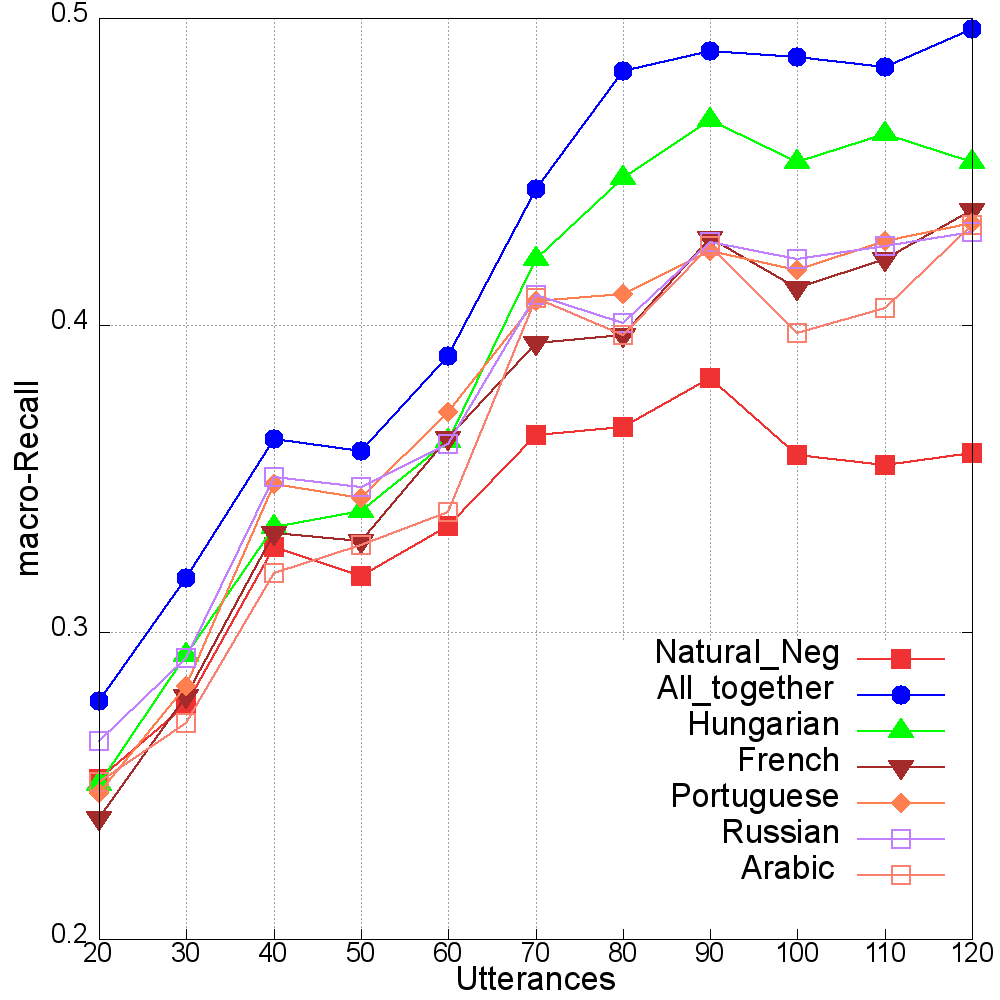 0.5
0.4
0.3
0.2
macro-Recall
Natural_Neg
All_together
Hungarian
French
Portuguese
Russian
Arabic
20 30 40 50 60 70 80 90 100 110 120
Utterances